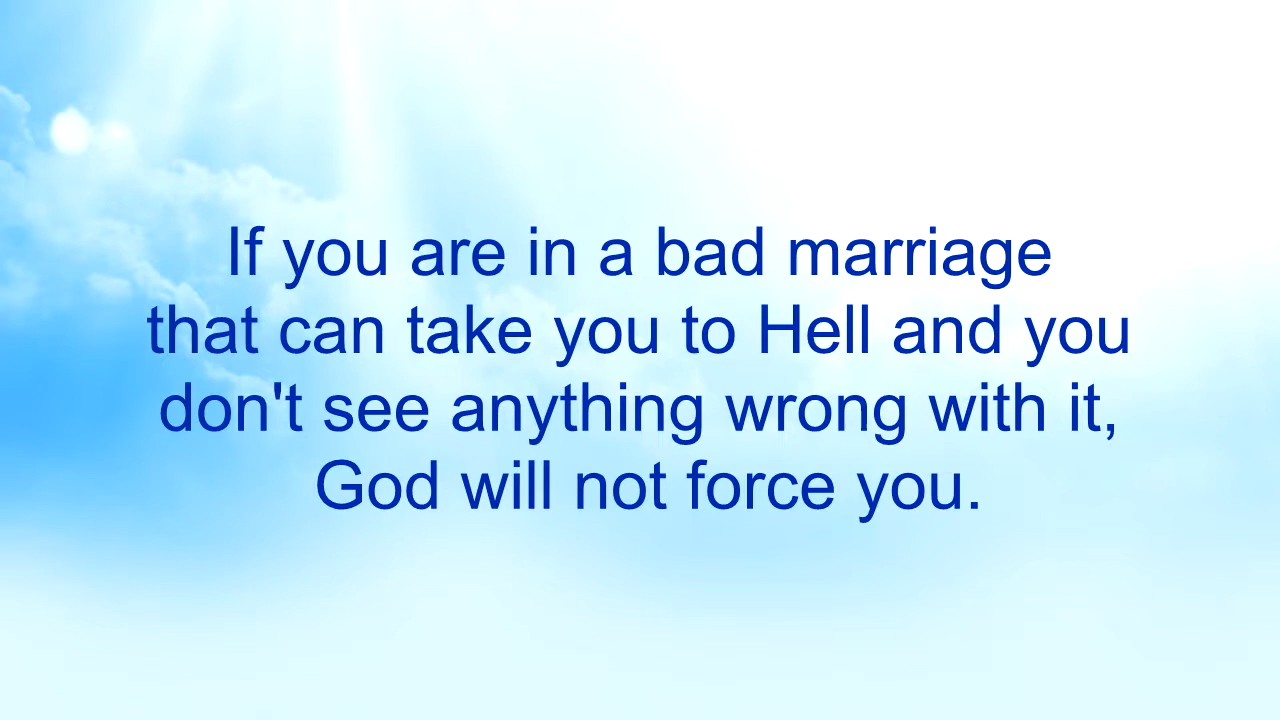 If you are in a bad marriage
that can take you to Hell and you
don't see anything wrong with it,
God will not force you.